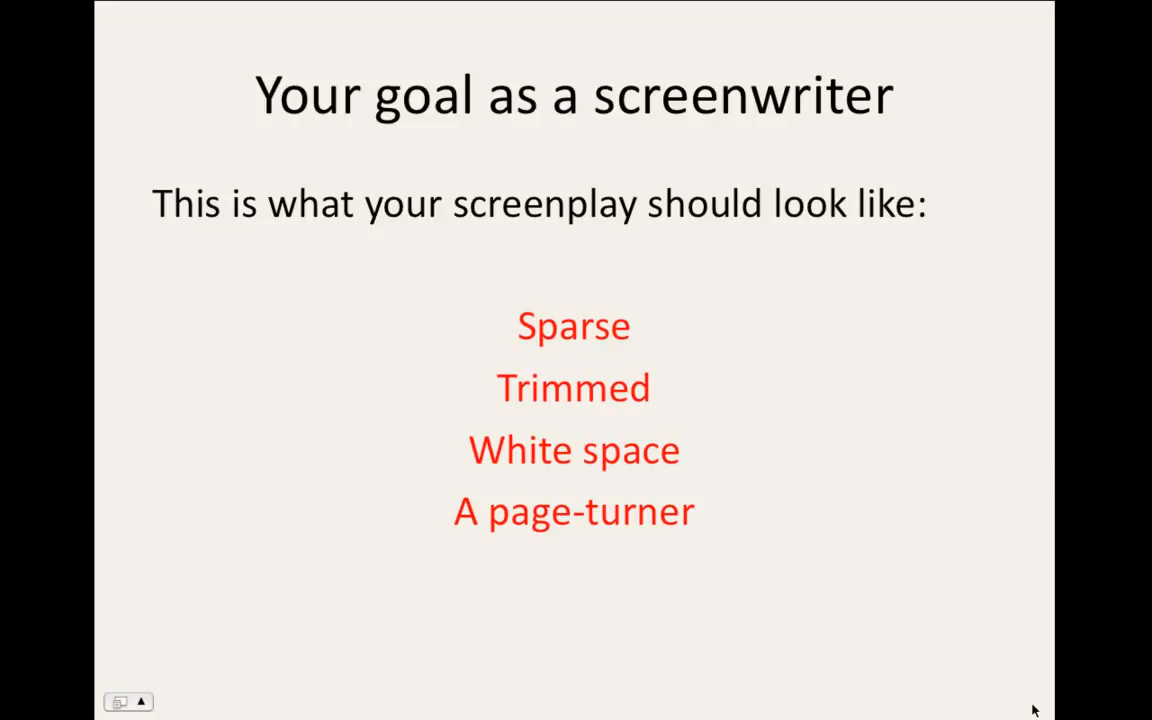 Your goal as a screenwriter
This is what your screenplay should look like:
Sparse
Trimmed
White space
A page-turner